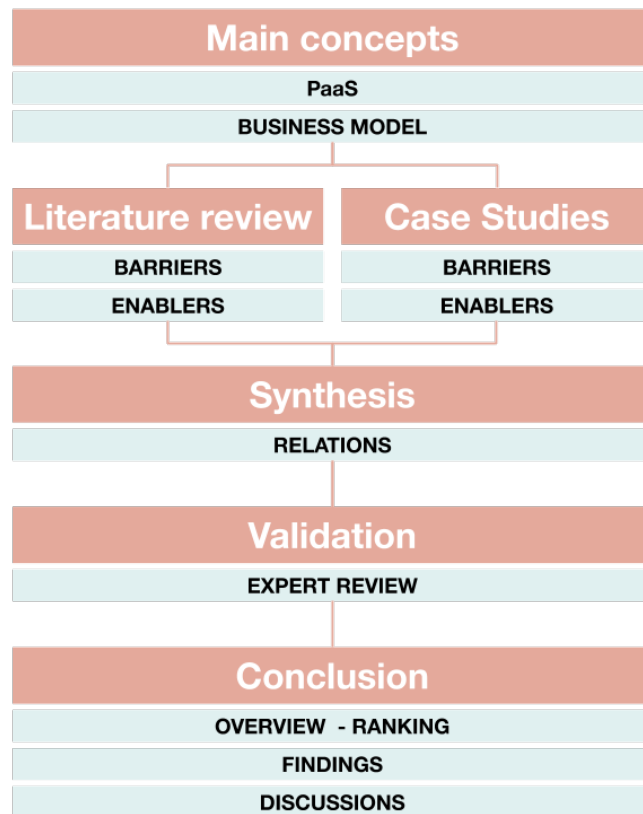 Main concepts
PaaS
BUSINESS MODEL
Literature review
BARRIERS
ENABLERS
Case Studies
BARRIERS
ENABLERS
Synthesis
RELATIONS
Validation
EXPERT REVIEW
Conclusion
OVERVIEW - RANKING
FINDINGS
DISCUSSIONS